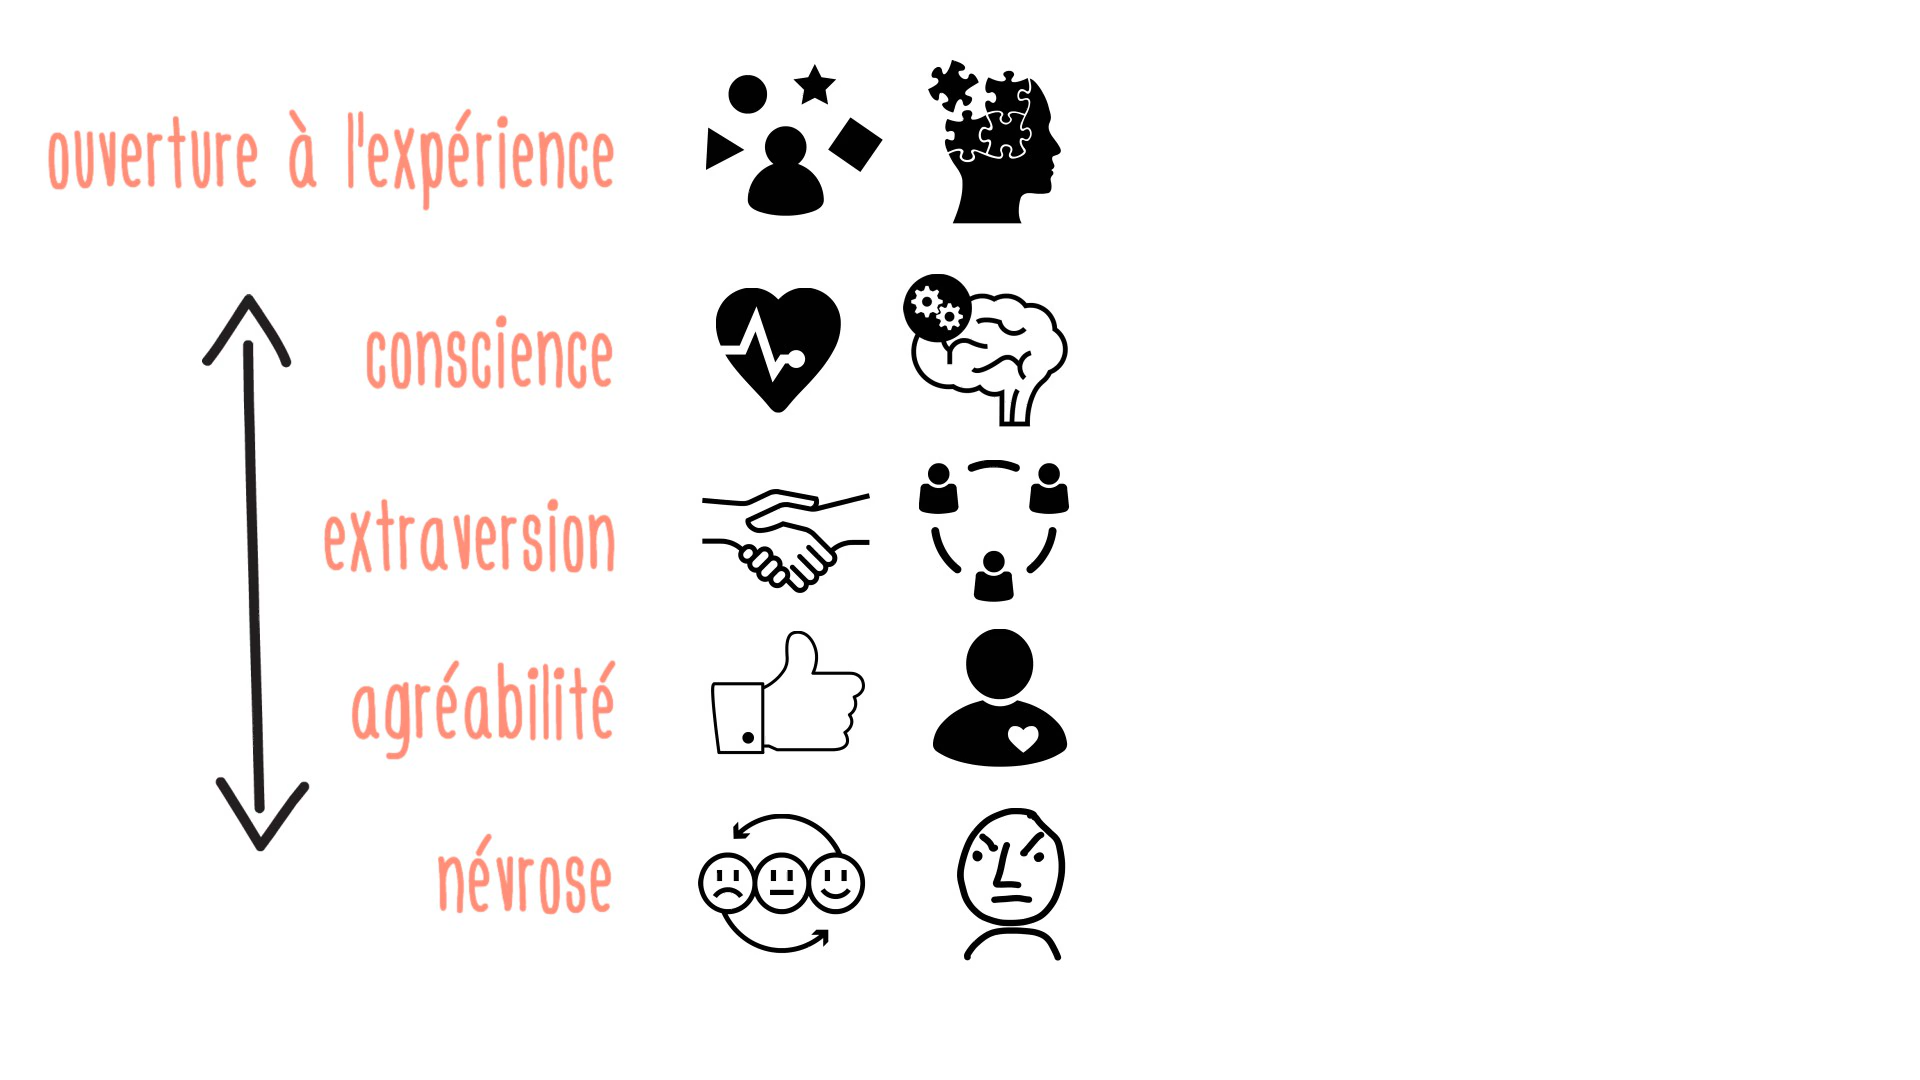 ouverture à l'expérience
conscience
extraversion
agréabilité
névrose